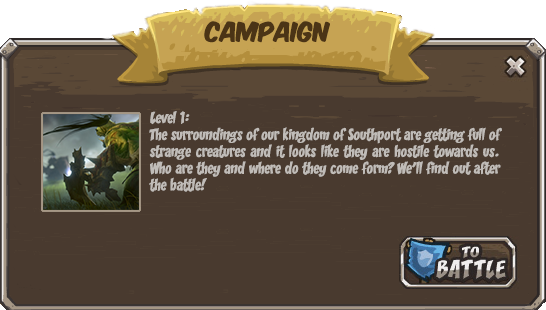 CAMPAIGN
Level 1:
The surroundings of our kingdom of Southport are getting full of
strange creatures and it looks like they are hostile towards us.
Who are they and where do they come form? We'll find out after
the battle!
TO
BATTLE